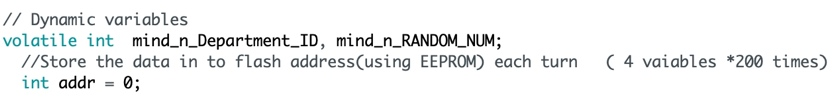 // Dynamic variables
volatile int  mind_n_Department_ID, mind_n_RANDOM_NUM;
  //Store the data in to flash address(using EEPROM) each turn   ( 4 vaiables *200 times)
  int addr = 0;